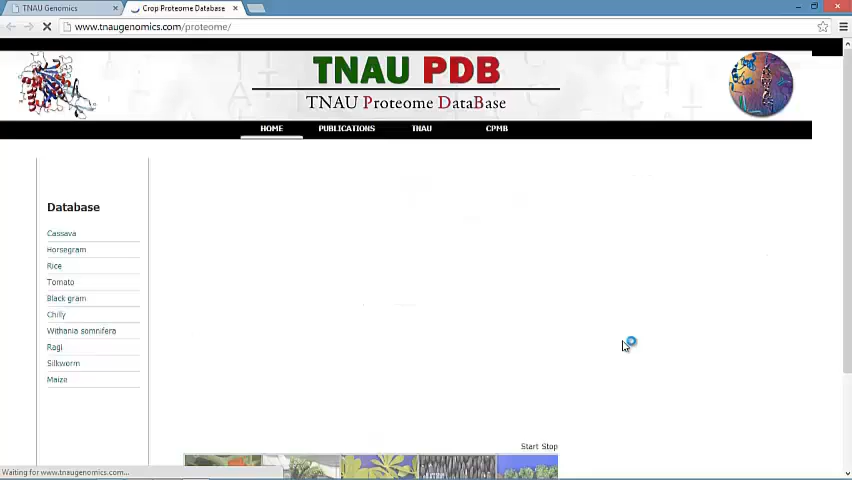 TNAU Genomics
Crop Proteome Database
www.tnaugenomics.com/proteome/
TNAU PDB
TNAU Proteome DataBase
HOME PUBLICATIONS TNAU CPMB
Database
Cassava
Horsegram
Rice
Tomato
Black gram
Chilly
Withania somnifera
Ragi
Silkworm
Maize
Start Stop
Waiting for www.tnaugenomics.com...